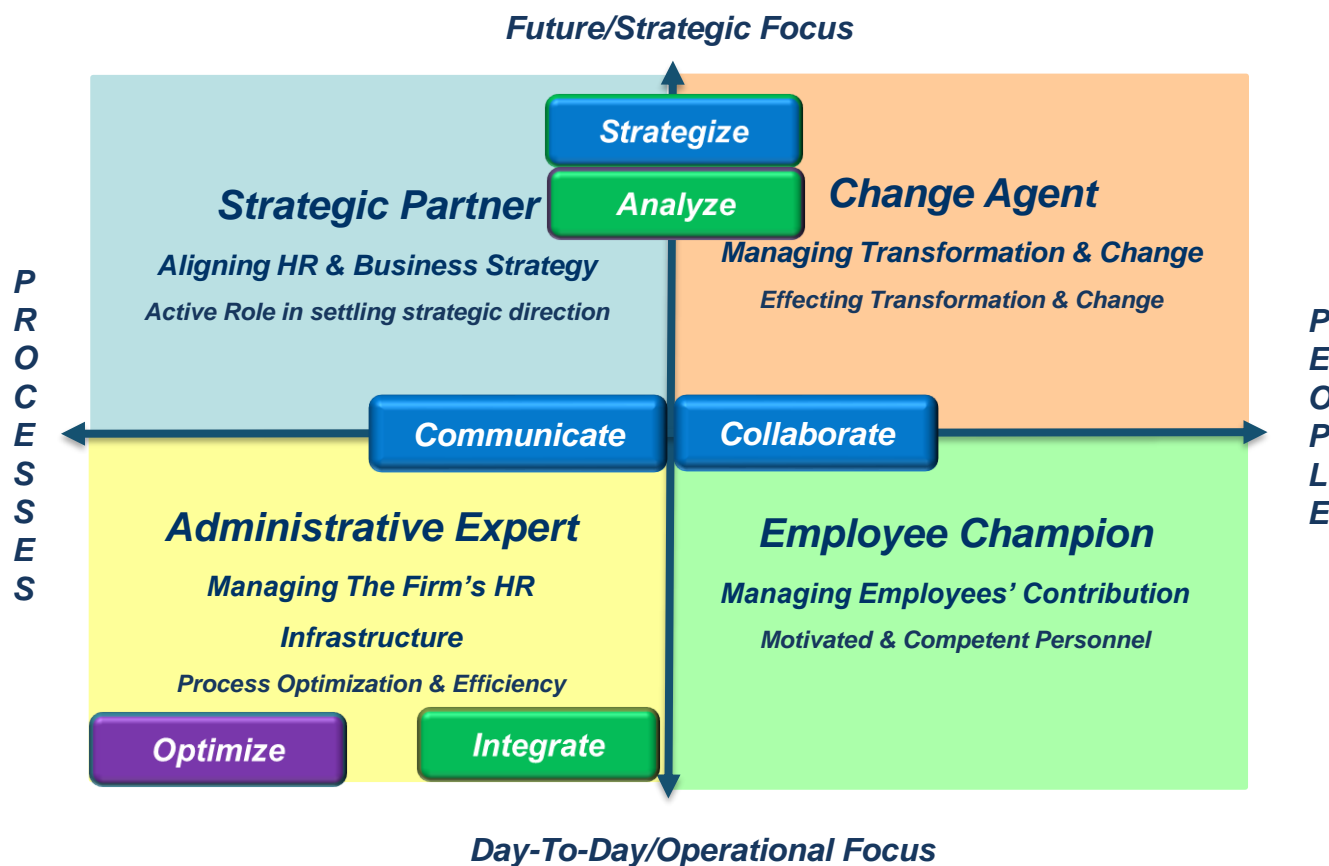 Future/Strategic Focus
Strategize
Analyze
Strategic Partner
Aligning HR & Business Strategy
Active Role in settling strategic direction
Change Agent
Managing Transformation & Change
Effecting Transformation & Change
PROCESSES
PEOPLE
Communicate
Collaborate
Administrative Expert
Managing The Firm’s HR
Infrastructure
Process Optimization & Efficiency
Optimize
Integrate
Employee Champion
Managing Employees’ Contribution
Motivated & Competent Personnel
Day-To-Day/Operational Focus